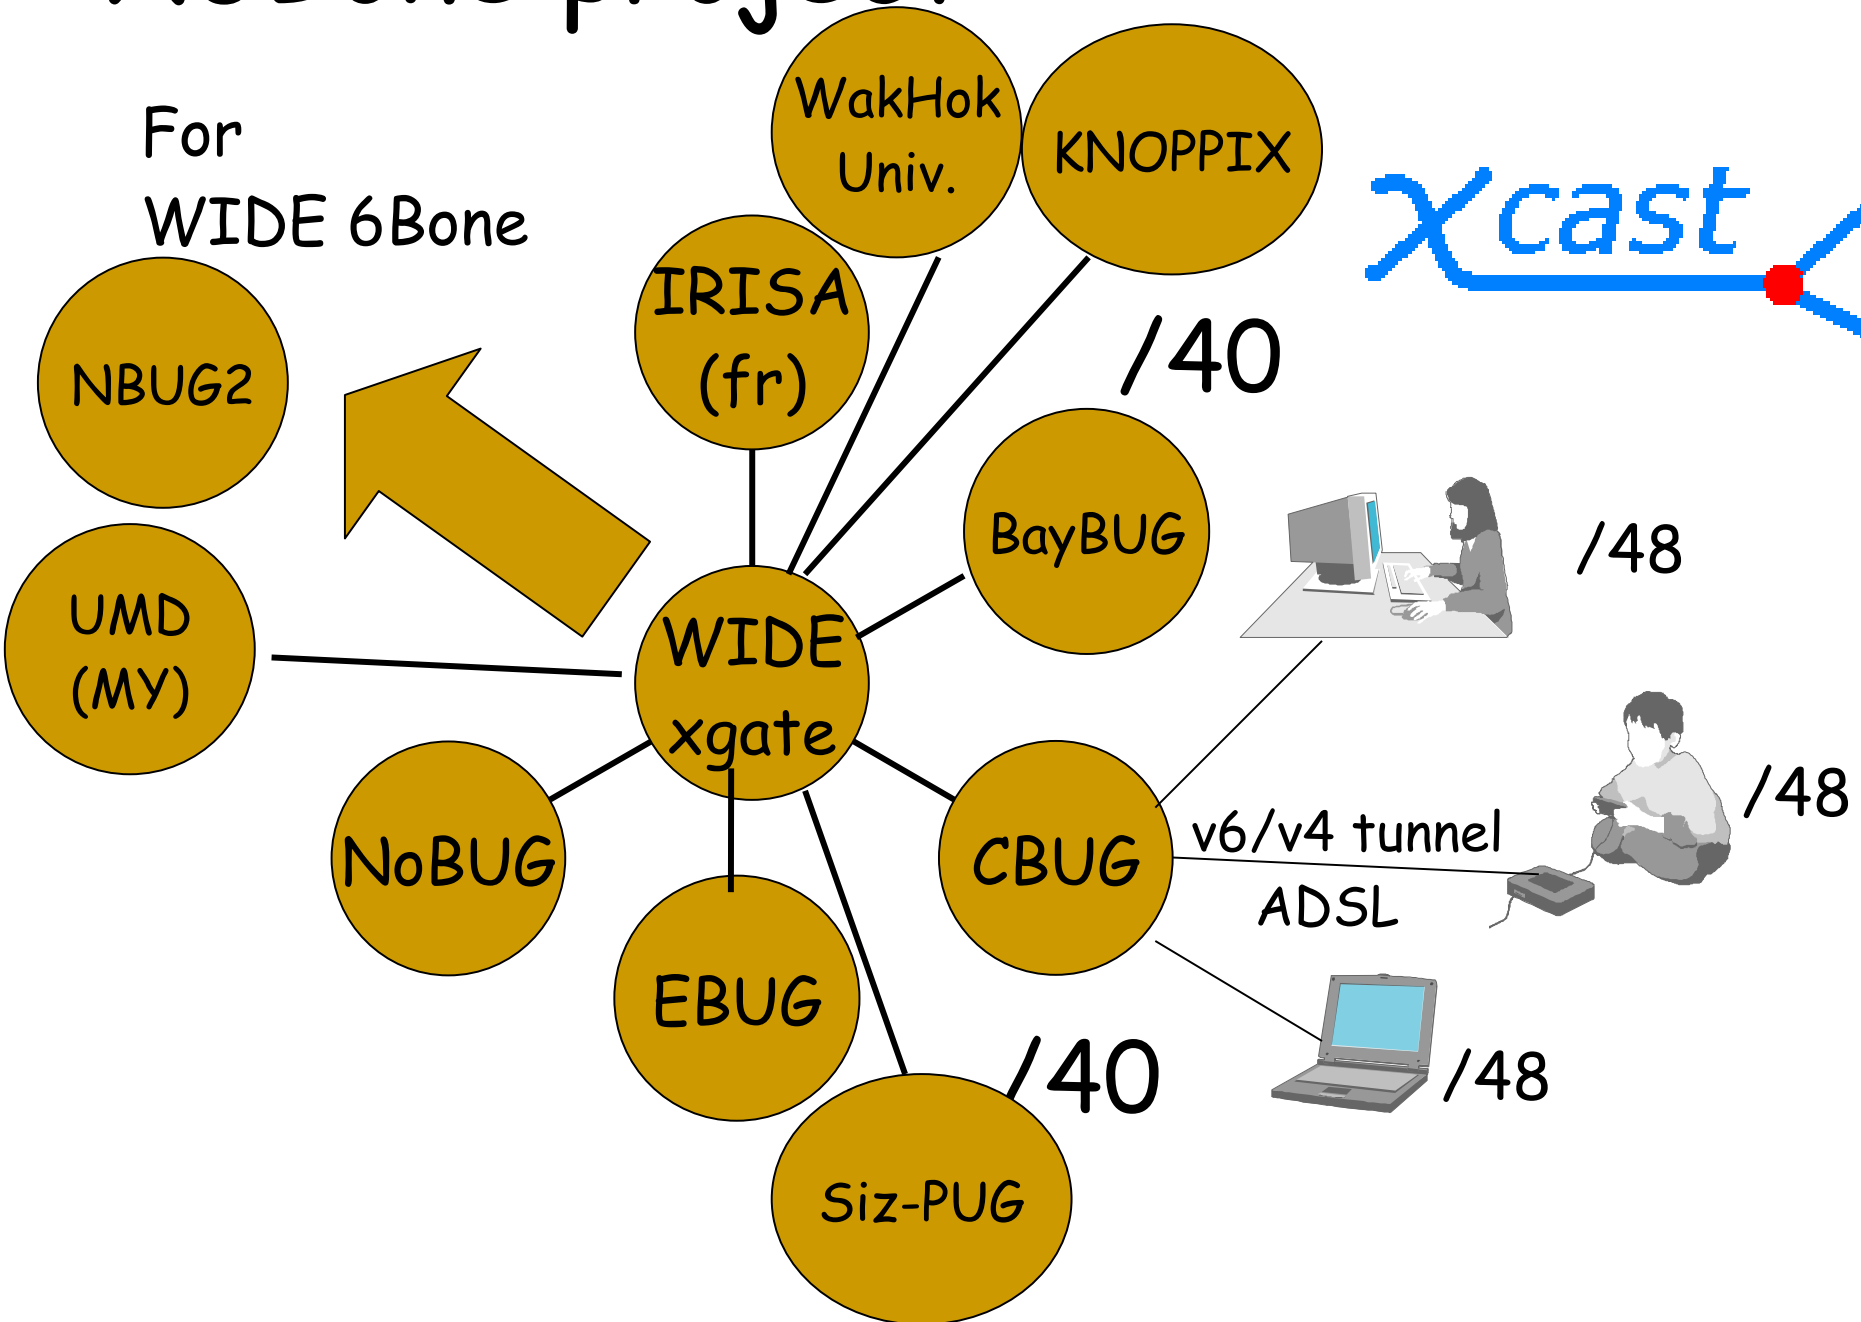 project
For
WIDE 6Bone
WakHok
Univ.
KNOPPIX
xcast
IRISA
(fr)
/40
NBUG2
BayBUG
/48
UMD
(MY)
WIDE
xgate
/48
NoBUG
CBUG
v6/v4 tunnel
ADSL
EBUG
/40
/48
Siz-PUG